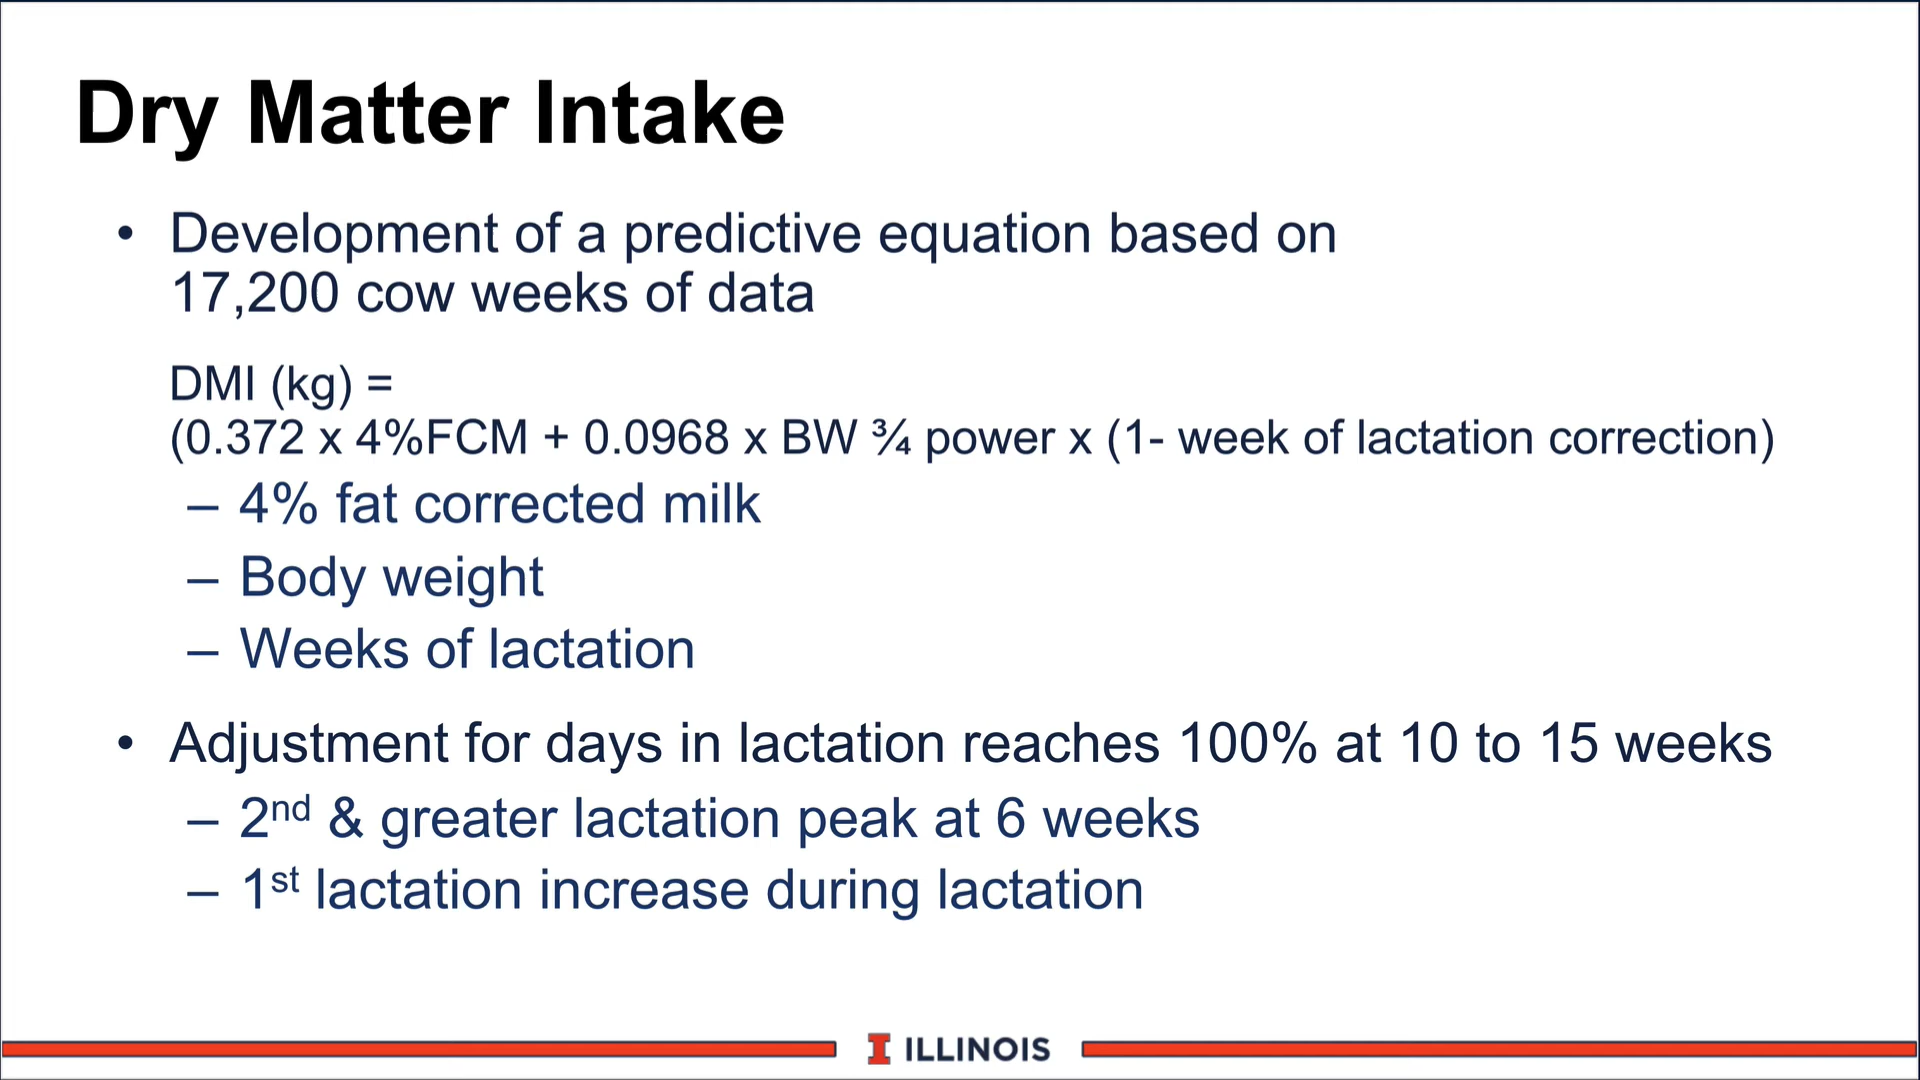 Dry Matter Intake
• Development of a predictive equation based on
17,200 cow weeks of data
DMI (kg) =
(0.372 x 4%FCM + 0.0968 x BW ¾ power x (1- week of lactation correction)
– 4% fat corrected milk
– Body weight
– Weeks of lactation
• Adjustment for days in lactation reaches 100% at 10 to 15 weeks
– 2nd & greater lactation peak at 6 weeks
– 1st lactation increase during lactation
I ILLINOIS